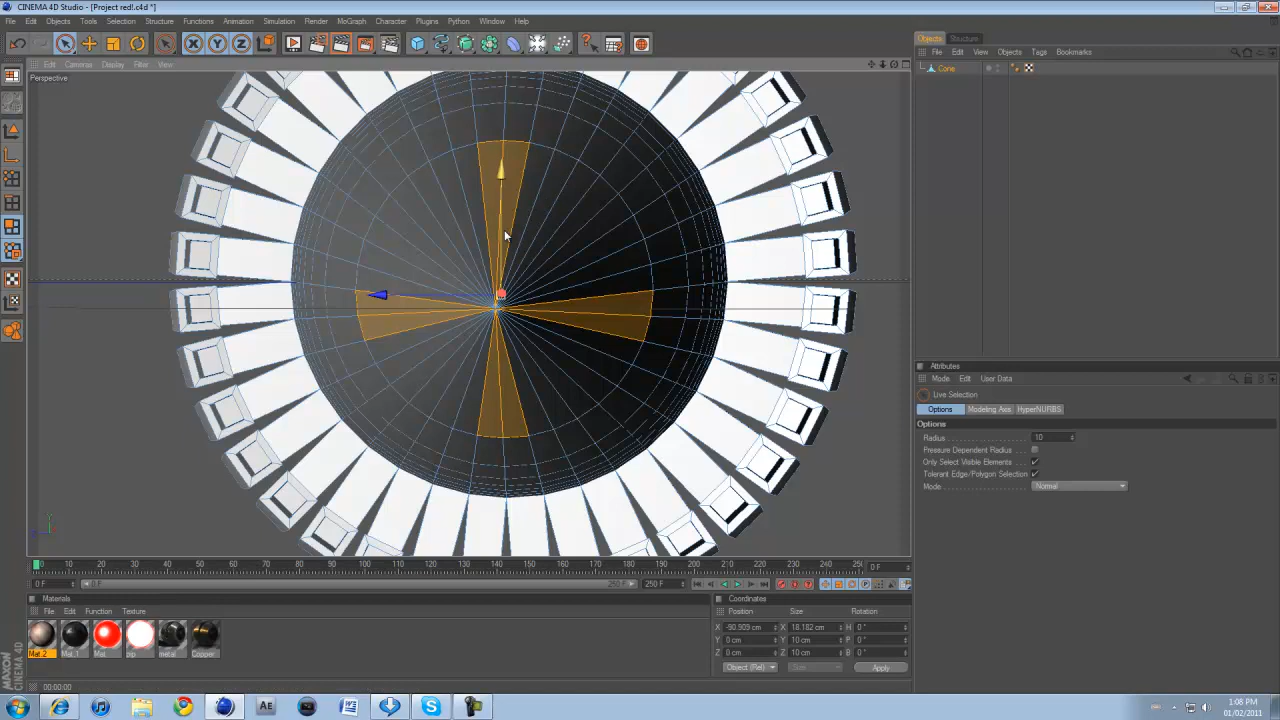 CINEMA 4D Studio - [Project red!.c4d *]
File Edit Objects Tools Selection Structure Functions Animation Simulation Render MoGraph Character Plugins Python Window Help
Edit Cameras Display Filter View
Perspective
Objects Structure
File Edit View Objects Tags Bookmarks
Cone
Attributes
Mode Edit User Data
Live Selection
Options Modeling Axis HyperNURBS
Options
Radius 10
Pressure Dependent Radius
Only Select Visible Elements
Tolerant Edge/Polygon Selection
Mode Normal
0 10 20 30 40 50 60 70 80 90 100 110 120 130 140 150 160 170 180 190 200 210 220 230 240 250 0 F
0 F 0 F 250 F 250 F
Materials
File Edit Function Texture
Mat.2 Mat.1 Mat pip metal Copper
Coordinates
Position Size Rotation
X -90.909 cm X 18.182 cm H 0 °
Y 0 cm Y 10 cm P 0 °
Z 0 cm Z 10 cm B 0 °
Object (Rel) Size Apply
MAXON CINEMA 4D
00:00:00
1:08 PM
01/02/2011